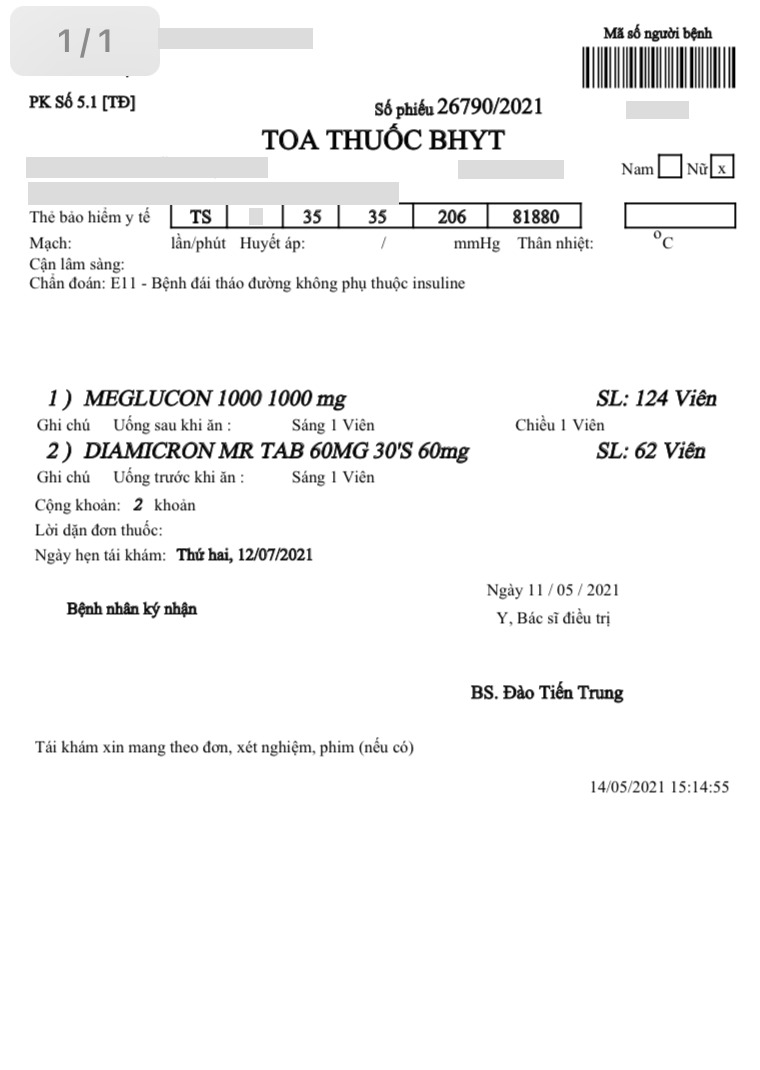 1/1
Mã số người bệnh
PK Số 5.1 [TĐ]
Số phiếu 26790/2021
TOA THUỐC BHYT
Nam Nữ x
Thẻ bảo hiểm y tế TS 35 35 206 81880
Mạch: lần/phút Huyết áp: / mmHg Thân nhiệt: °C
Cận lâm sàng:
Chẩn đoán: E11 - Bệnh đái tháo đường không phụ thuộc insuline
1 ) MEGLUCON 1000 1000 mg SL: 124 Viên
Ghi chú Uống sau khi ăn : Sáng 1 Viên Chiều 1 Viên
2 ) DIAMICRON MR TAB 60MG 30'S 60mg SL: 62 Viên
Ghi chú Uống trước khi ăn : Sáng 1 Viên
Cộng khoản: 2 khoản
Lời dặn đơn thuốc:
Ngày hẹn tái khám: Thứ hai, 12/07/2021
Ngày 11 / 05 / 2021
Bệnh nhân ký nhận
Y, Bác sĩ điều trị
BS. Đào Tiến Trung
Tái khám xin mang theo đơn, xét nghiệm, phim (nếu có)
14/05/2021 15:14:55